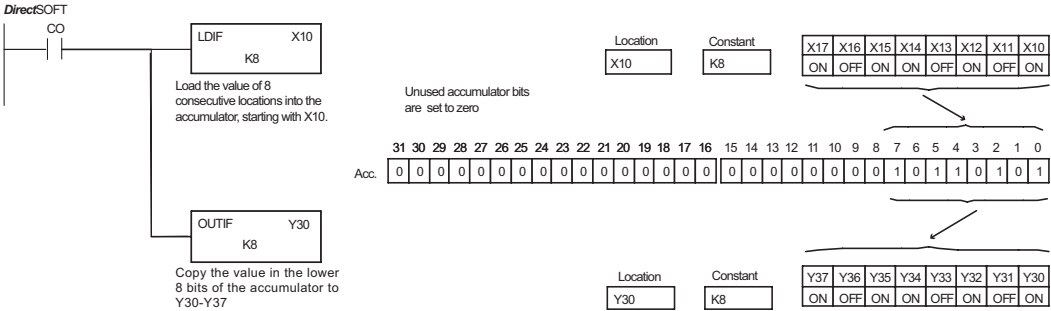 DirectSOFT
CO
LDIF X10
K8
Load the value of 8
consecutive locations into the
accumulator, starting with X10.
Location Constant
X10 K8
X17 X16 X15 X14 X13 X12 X11 X10
ON OFF ON ON OFF ON OFF ON
Unused accumulator bits
are set to zero
31 30 29 28 27 26 25 24 23 22 21 20 19 18 17 16 15 14 13 12 11 10 9 8 7 6 5 4 3 2 1 0
Acc. 0 0 0 0 0 0 0 0 0 0 0 0 0 0 0 0 0 0 0 0 0 0 0 0 1 0 1 1 0 1 0 1
OUTIF Y30
K8
Copy the value in the lower
8 bits of the accumulator to
Y30-Y37
Location Constant
Y30 K8
Y37 Y36 Y35 Y34 Y33 Y32 Y31 Y30
ON OFF ON ON OFF ON OFF ON